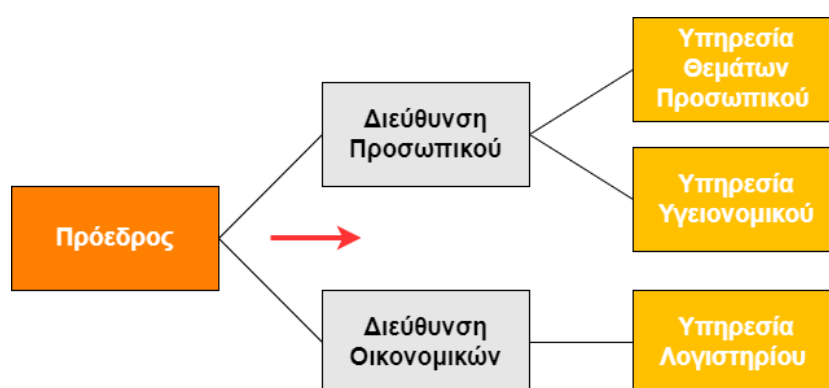 Πρόεδρος
Διεύθυνση
Προσωπικού
Υπηρεσία
Θεμάτων
Προσωπικού
Υπηρεσία
Υγειονομικού
Διεύθυνση
Οικονομικών
Υπηρεσία
Λογιστηρίου